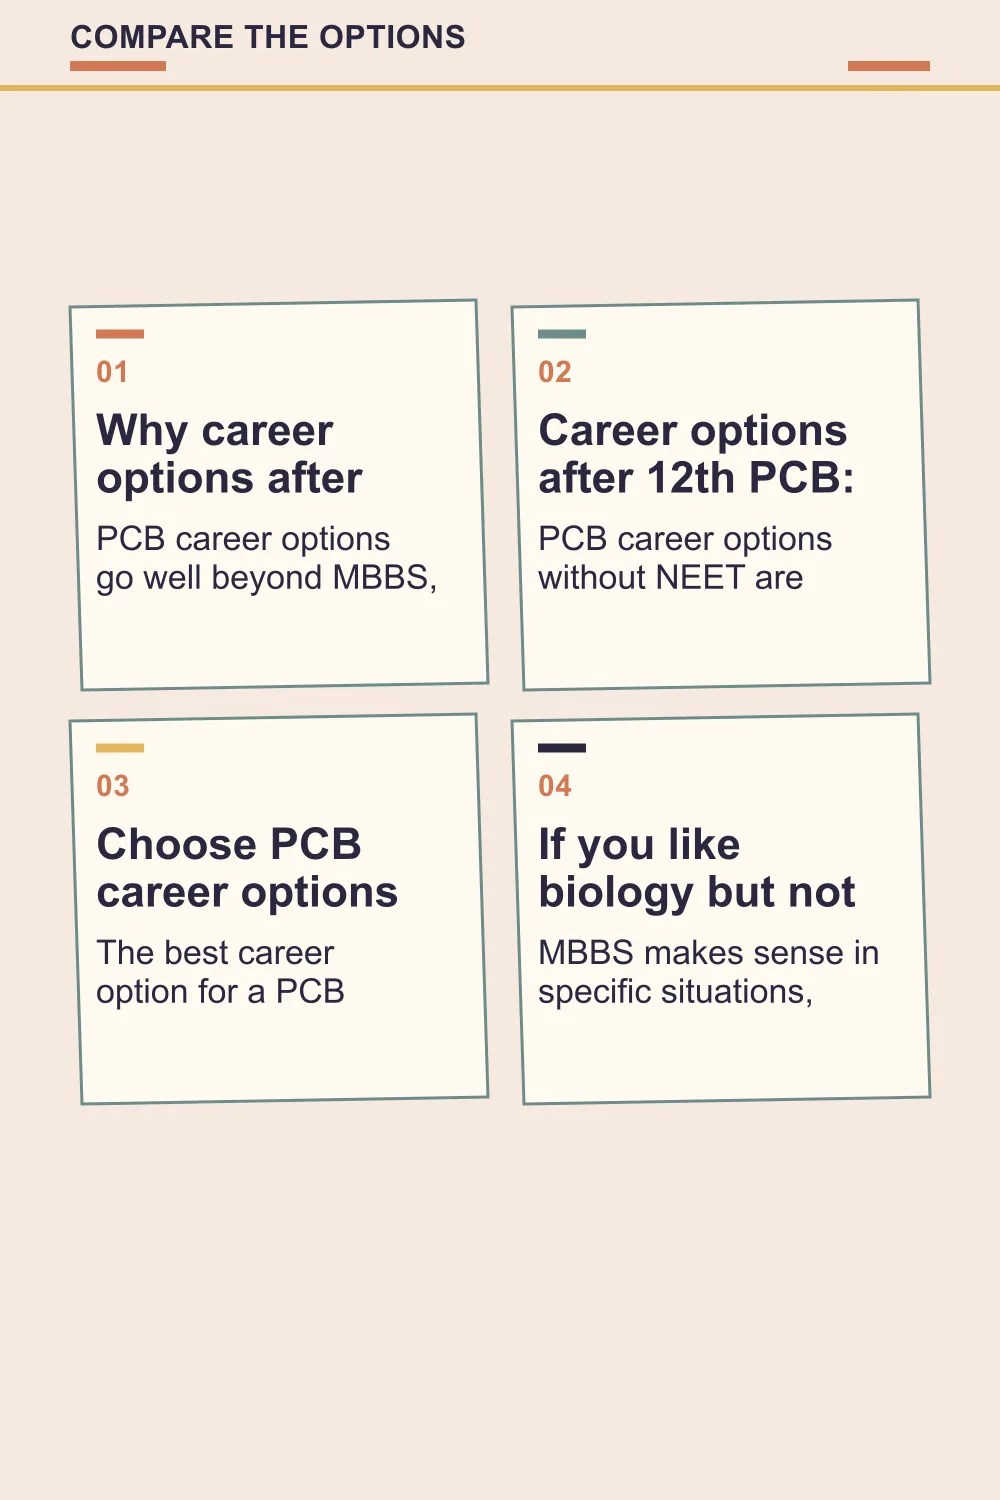 COMPARE THE OPTIONS
01
Why career
options after
PCB career options
go well beyond MBBS,
02
Career options
after 12th PCB:
PCB career options
without NEET are
03
Choose PCB
career options
The best career
option for a PCB
04
If you like
biology but not
MBBS makes sense in
specific situations,